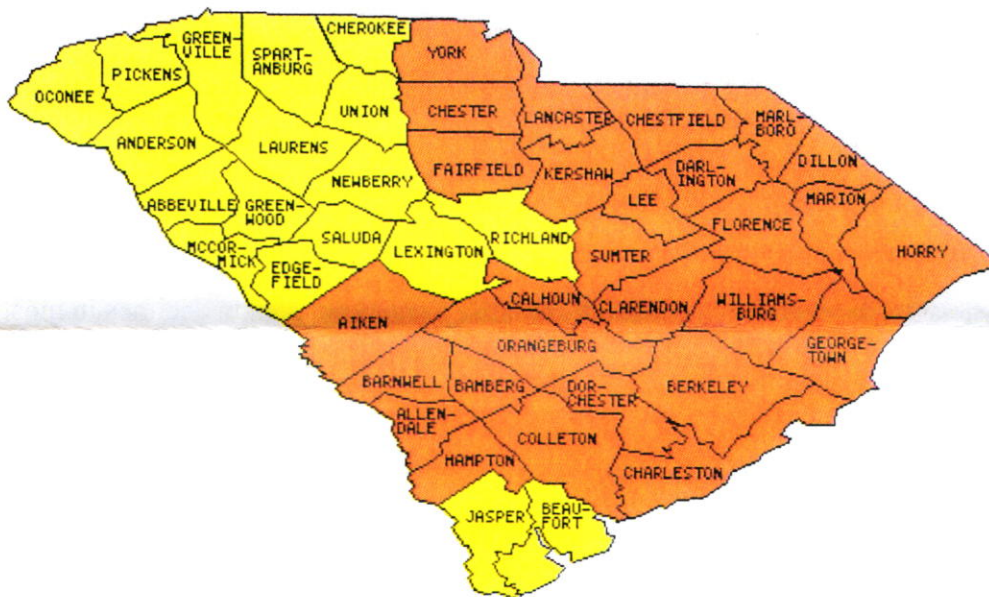 CHEROKEE
GREEN-
VILLE
SPART-
ANBURG
YORK
PICKENS
OCONEE
UNION
CHESTER
LANCASTER
CHESTFIELD
MARL-
BORO
ANDERSON
LAURENS
DILLON
FAIRFIELD
KERSHAW
DARL-
INGTON
NEWBERRY
LEE
MARION
ABBEVILLE
GREEN-
WOOD
FLORENCE
SALUDA
LEXINGTON
RICHLAND
MCCOR-
MICK
SUMTER
HORRY
EDGE-
FIELD
CALHOUN
CLARENDON
WILLIAMS-
BURG
AIKEN
ORANGEBURG
GEORGE-
TOWN
BARNWELL
BAMBERG
DOR-
CHESTER
BERKELEY
ALLEN-
DALE
COLLETON
HAMPTON
CHARLESTON
JASPER
BEAU-
FORT